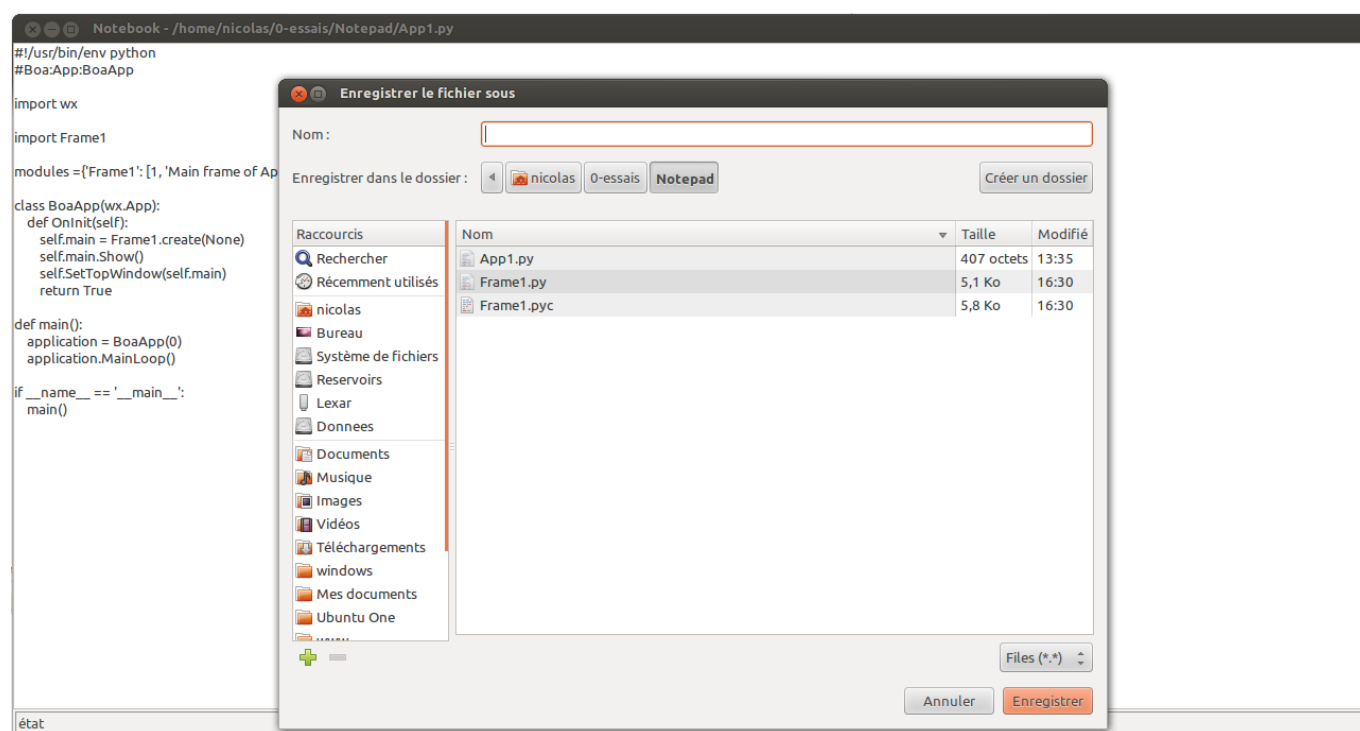 Notebook - /home/nicolas/0-essais/Notepad/App1.py
#!/usr/bin/env python
#Boa:App:BoaApp
import wx
import Frame1
modules ={'Frame1': [1, 'Main frame of Ap
class BoaApp(wx.App):
def OnInit(self):
self.main = Frame1.create(None)
self.main.Show()
self.SetTopWindow(self.main)
return True
def main():
application = BoaApp(0)
application.MainLoop()
if __name__ == '__main__':
main()
état
Enregistrer le fichier sous
Nom :
Enregistrer dans le dossier : nicolas 0-essais Notepad Créer un dossier
Raccourcis
Rechercher
Récemment utilisés
nicolas
Bureau
Système de fichiers
Reservoirs
Lexar
Donnees
Documents
Musique
Images
Vidéos
Téléchargements
windows
Mes documents
Ubuntu One
Nom Taille Modifié
App1.py 407 octets 13:35
Frame1.py 5,1 Ko 16:30
Frame1.pyc 5,8 Ko 16:30
Files (*.*)
Annuler Enregistrer